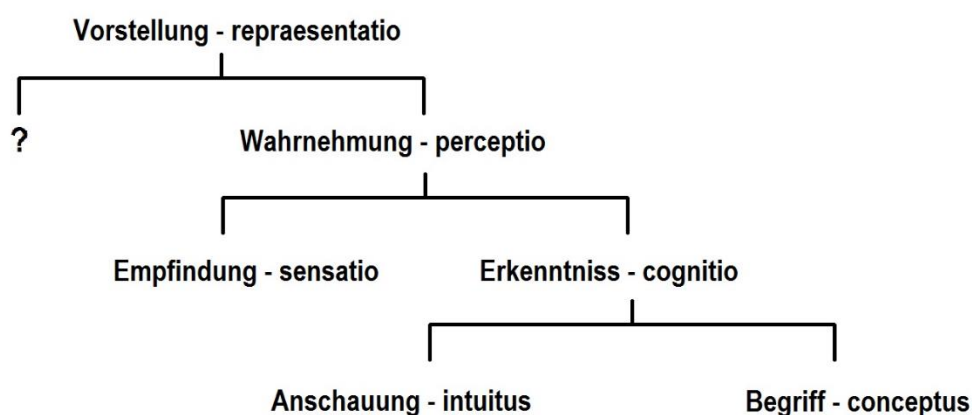 Vorstellung - repraesentatio
?
Wahrnehmung - perceptio
Empfindung - sensatio
Erkenntniss - cognitio
Anschauung - intuitus
Begriff - conceptus